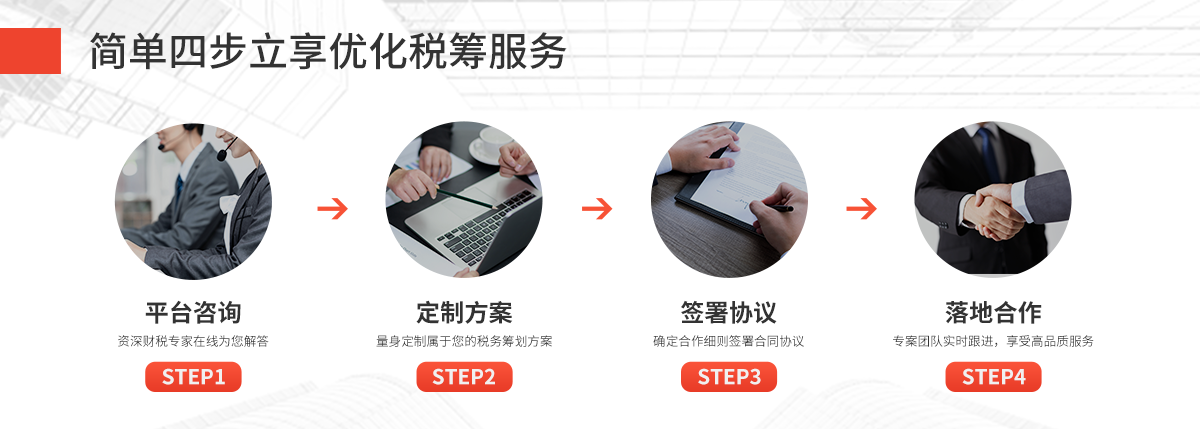 简单四步立享优化税筹服务
平台咨询
资深财税专家在线为您解答
STEP1
定制方案
量身定制属于您的税务筹划方案
STEP2
签署协议
确定合作细则签署合同协议
STEP3
落地合作
专案团队实时跟进，享受高品质服务
STEP4